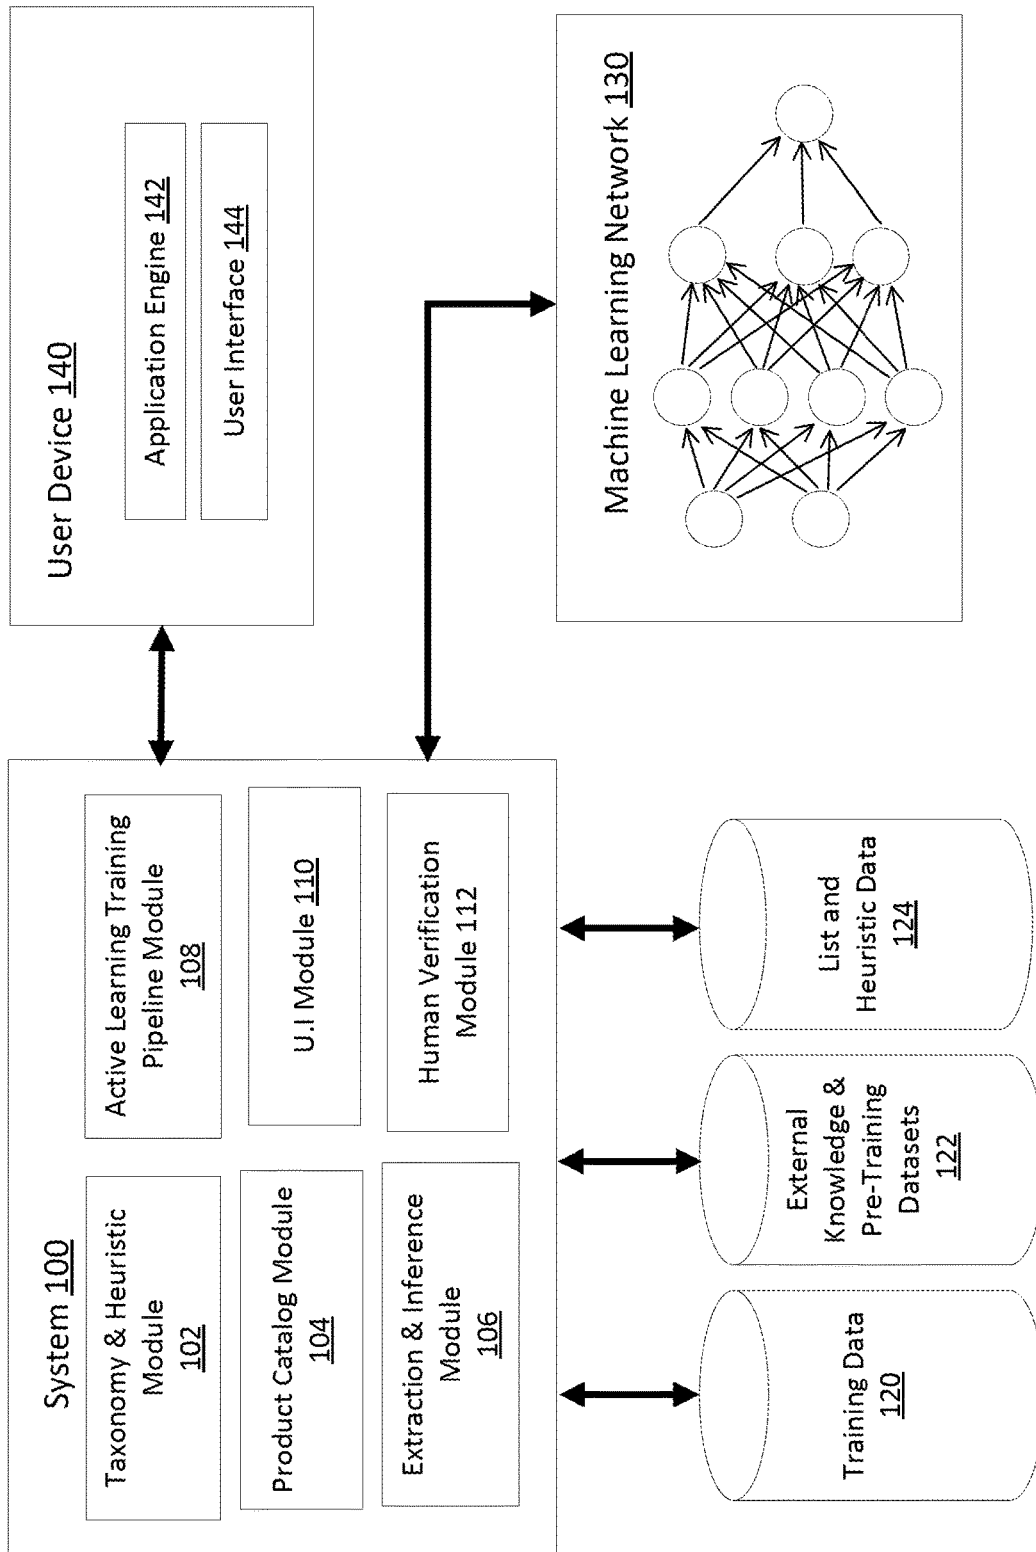 System 100
Taxonomy & Heuristic
Module
102
Active Learning Training
Pipeline Module
108
Product Catalog Module
104
U.I Module 110
Extraction & Inference
Module
106
Human Verification
Module 112
User Device 140
Application Engine 142
User Interface 144
Training Data
120
External
Knowledge &
Pre-Training
Datasets
122
List and
Heuristic Data
124
Machine Learning Network 130